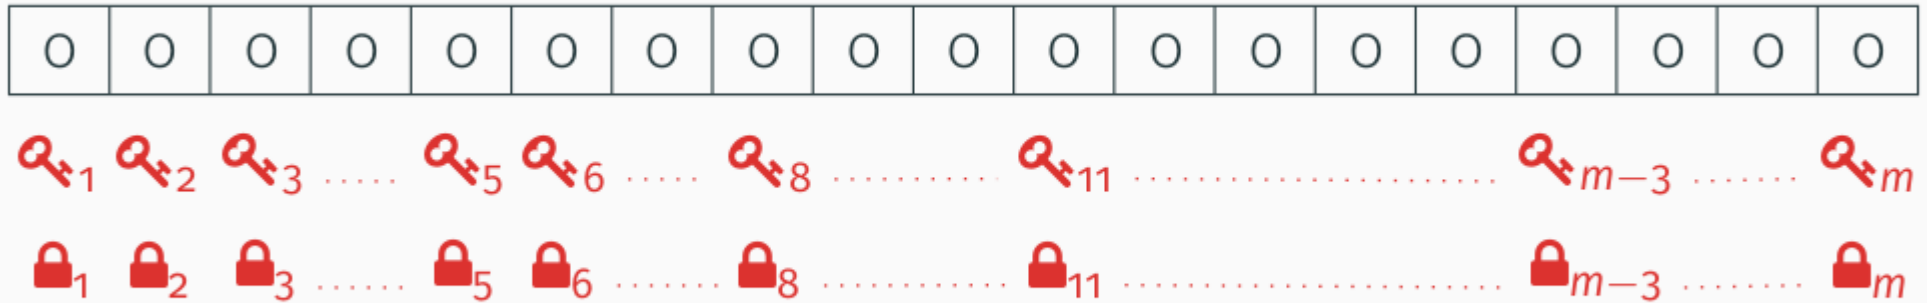 0 0 0 0 0 0 0 0 0 0 0 0 0 0 0 0 0 0 0
1 2 3 ..... 5 6 ..... 8 ........... 11 ........................ m−3 ....... m
1 2 3 ..... 5 6 ....... 8 ............ 11 ......................... m−3 ........ m